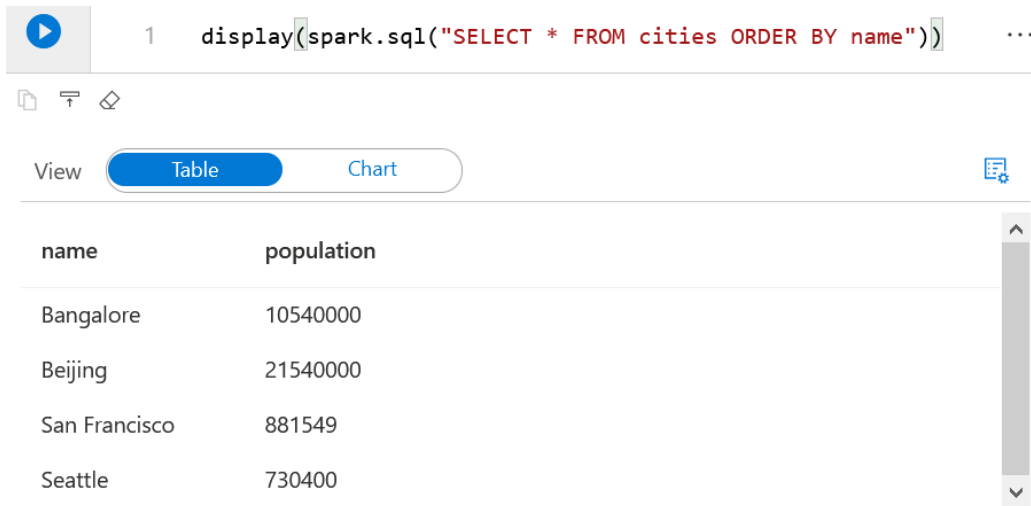 1 display(spark.sql("SELECT * FROM cities ORDER BY name")) ...
View Table Chart
name population
Bangalore 10540000
Beijing 21540000
San Francisco 881549
Seattle 730400